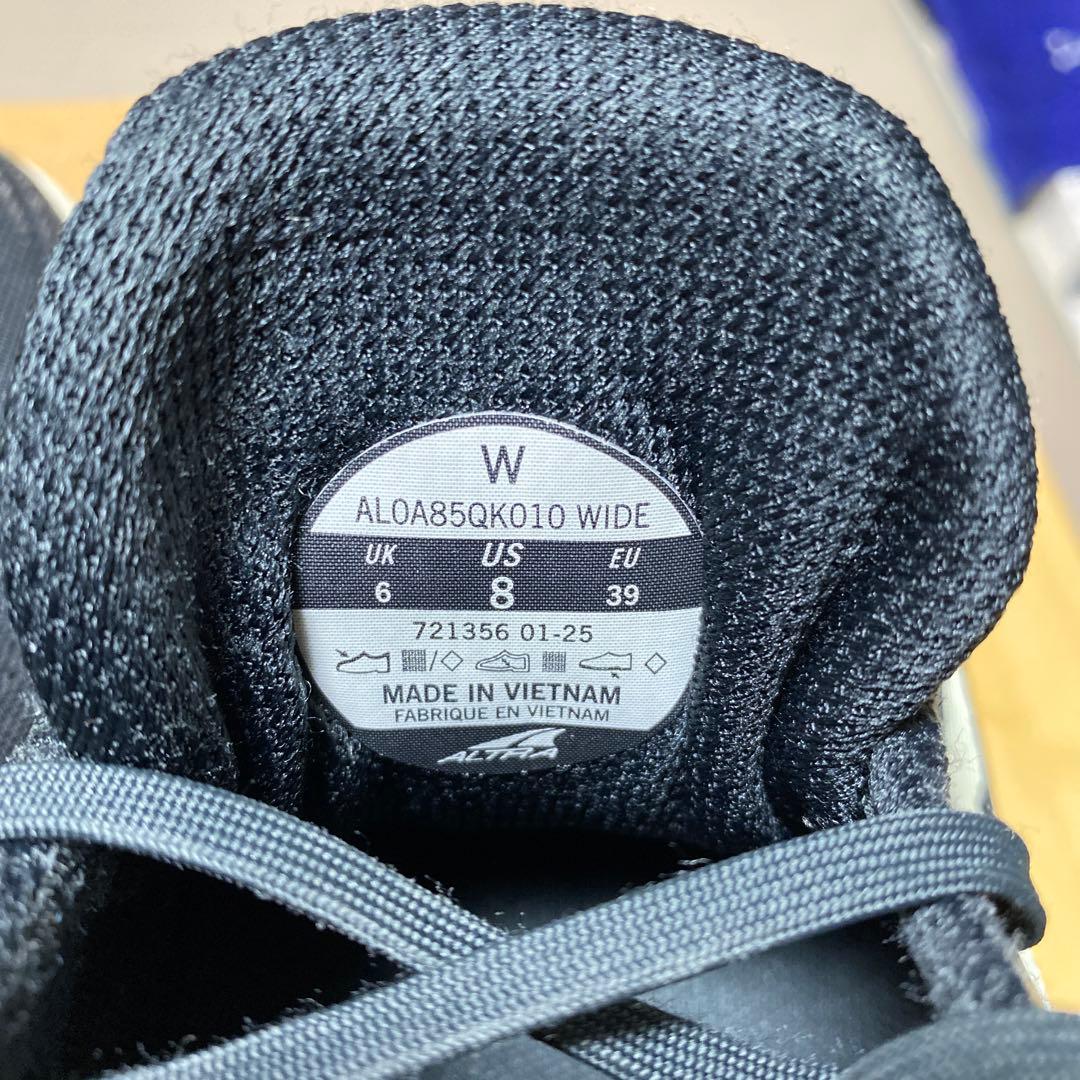 W
AL0A85QK010 WIDE
UK US EU
6 8 39
721356 01-25
MADE IN VIETNAM
FABRIQUE EN VIETNAM
ALTRA